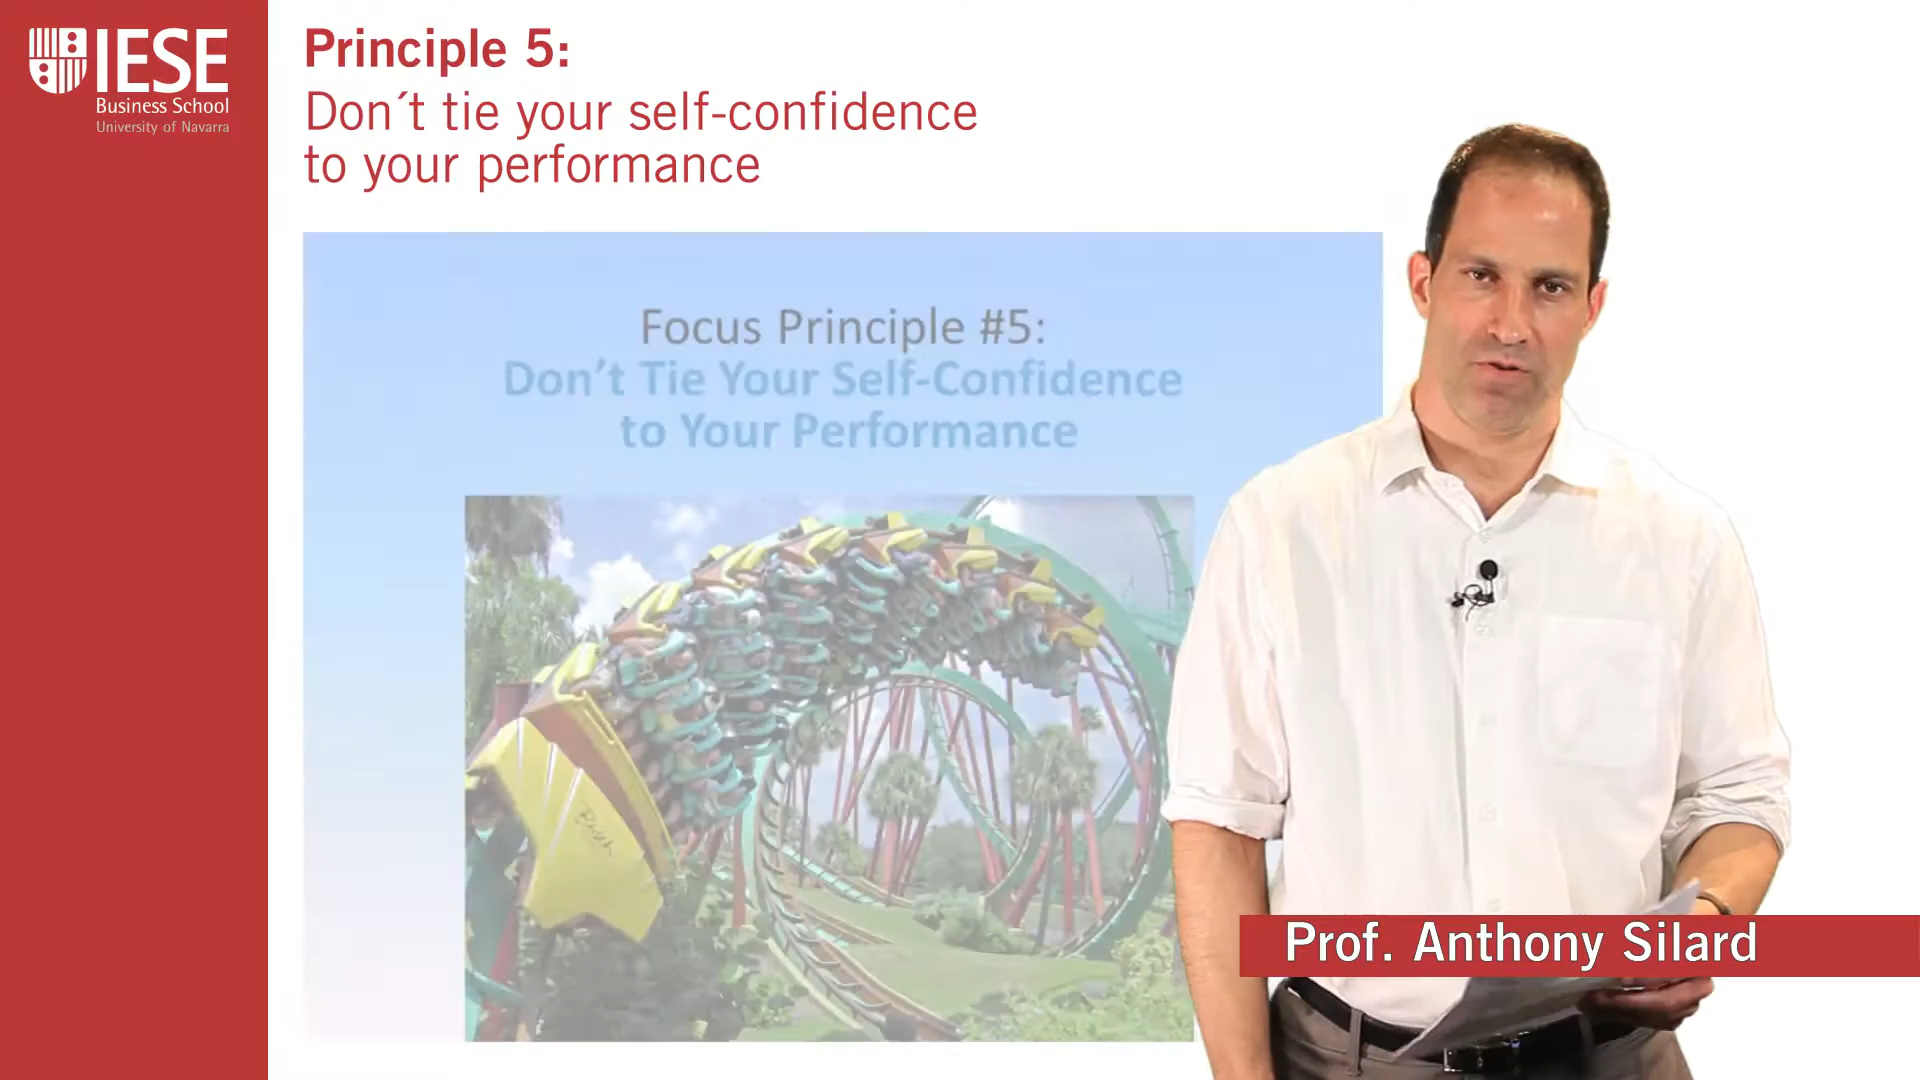 IESE
Business School
University of Navarra
Principle 5:
Don´t tie your self-confidence
to your performance
Focus Principle #5:
Don’t Tie Your Self-Confidence
to Your Performance
Busch
Prof. Anthony Silard